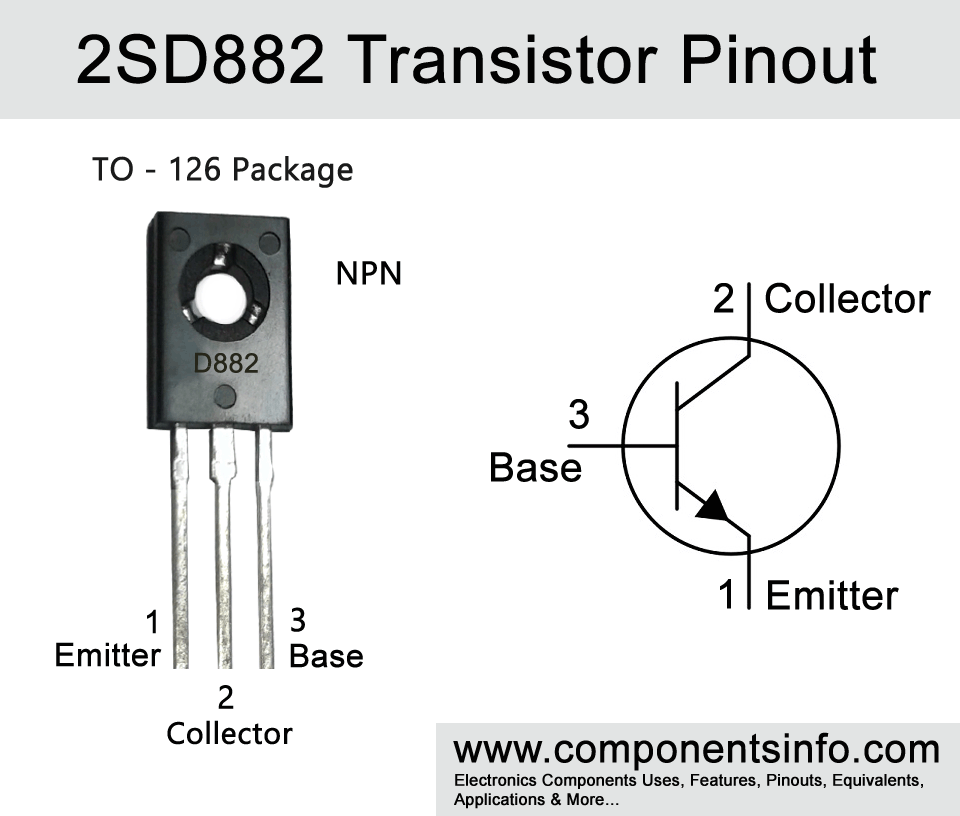 2SD882 Transistor Pinout
TO - 126 Package
NPN
D882
1
Emitter
2
Collector
3
Base
2 Collector
3
Base
1 Emitter
www.componentsinfo.com
Electronics Components Uses, Features, Pinouts, Equivalents,
Applications & More...